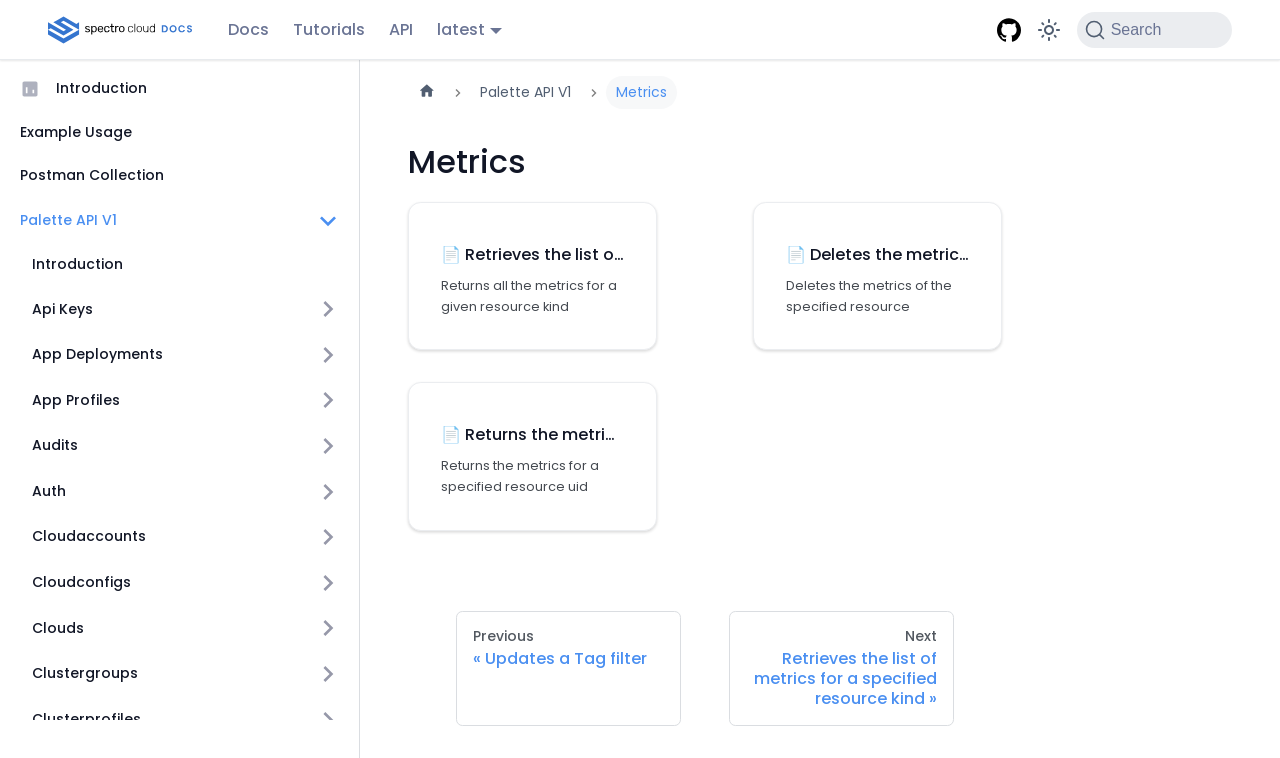 spectro cloud DOCS
Docs
Tutorials
API
latest
Search
Introduction
Example Usage
Postman Collection
Palette API V1
Introduction
Api Keys
App Deployments
App Profiles
Audits
Auth
Cloudaccounts
Cloudconfigs
Clouds
Clustergroups
Clusterprofiles
Palette API V1
Metrics
Metrics
Retrieves the list o...
Returns all the metrics for a
given resource kind
Deletes the metric...
Deletes the metrics of the
specified resource
Returns the metri...
Returns the metrics for a
specified resource uid
Previous
« Updates a Tag filter
Next
Retrieves the list of
metrics for a specified
resource kind »